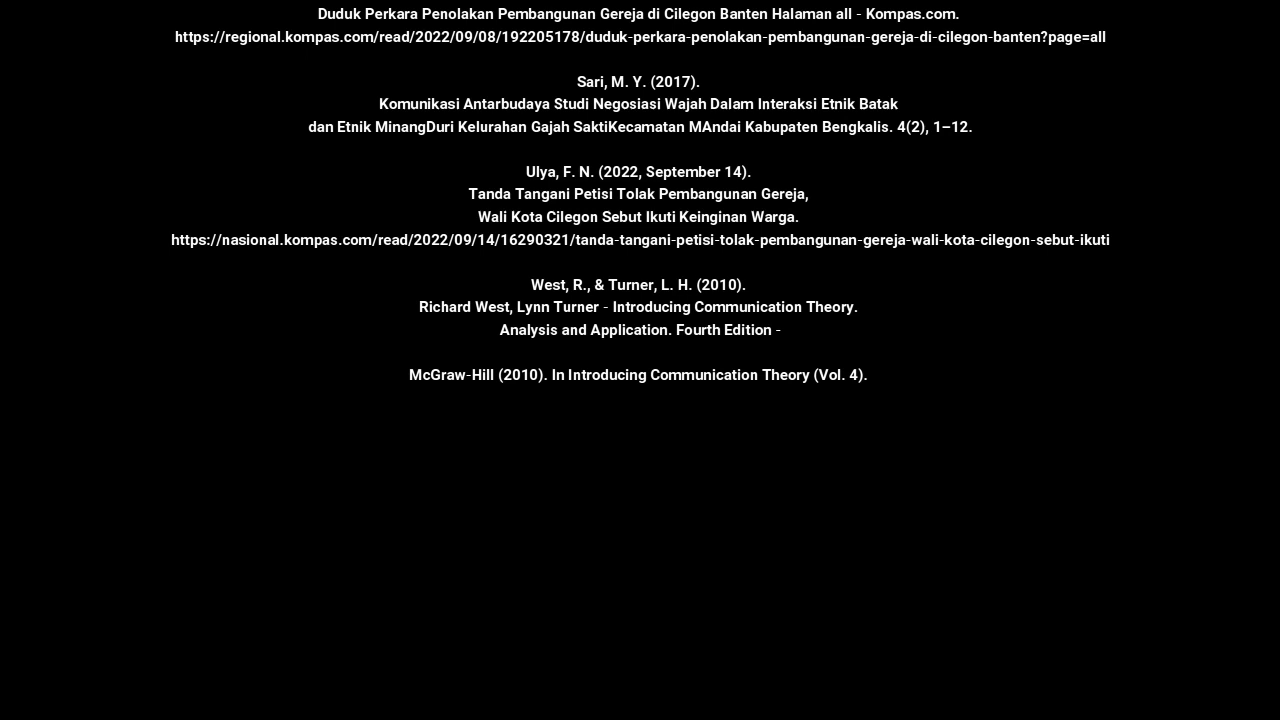 Duduk Perkara Penolakan Pembangunan Gereja di Cilegon Banten Halaman all - Kompas.com.
https://regional.kompas.com/read/2022/09/08/192205178/duduk-perkara-penolakan-pembangunan-gereja-di-cilegon-banten?page=all
Sari, M. Y. (2017).
Komunikasi Antarbudaya Studi Negosiasi Wajah Dalam Interaksi Etnik Batak
dan Etnik MinangDuri Kelurahan Gajah SaktiKecamatan MAndai Kabupaten Bengkalis. 4(2), 1–12.
Ulya, F. N. (2022, September 14).
Tanda Tangani Petisi Tolak Pembangunan Gereja,
Wali Kota Cilegon Sebut Ikuti Keinginan Warga.
https://nasional.kompas.com/read/2022/09/14/16290321/tanda-tangani-petisi-tolak-pembangunan-gereja-wali-kota-cilegon-sebut-ikuti
West, R., & Turner, L. H. (2010).
Richard West, Lynn Turner - Introducing Communication Theory.
Analysis and Application. Fourth Edition -
McGraw-Hill (2010). In Introducing Communication Theory (Vol. 4).